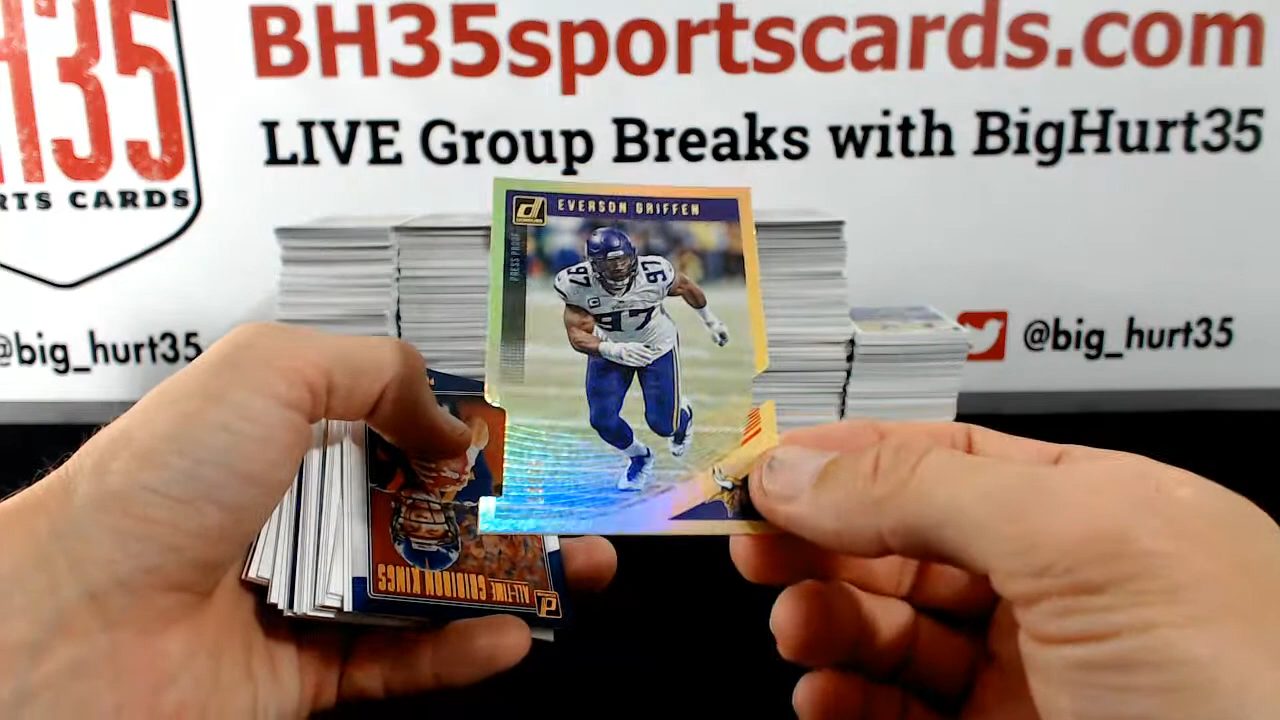 BH35sportscards.com
LIVE Group Breaks with BigHurt35
H35
RTS CARDS
@big_hurt35
@big_hurt35
EVERSON GRIFFEN
PRESS PROOF
97
97
97
ALL-TIME GRIDIRON KINGS